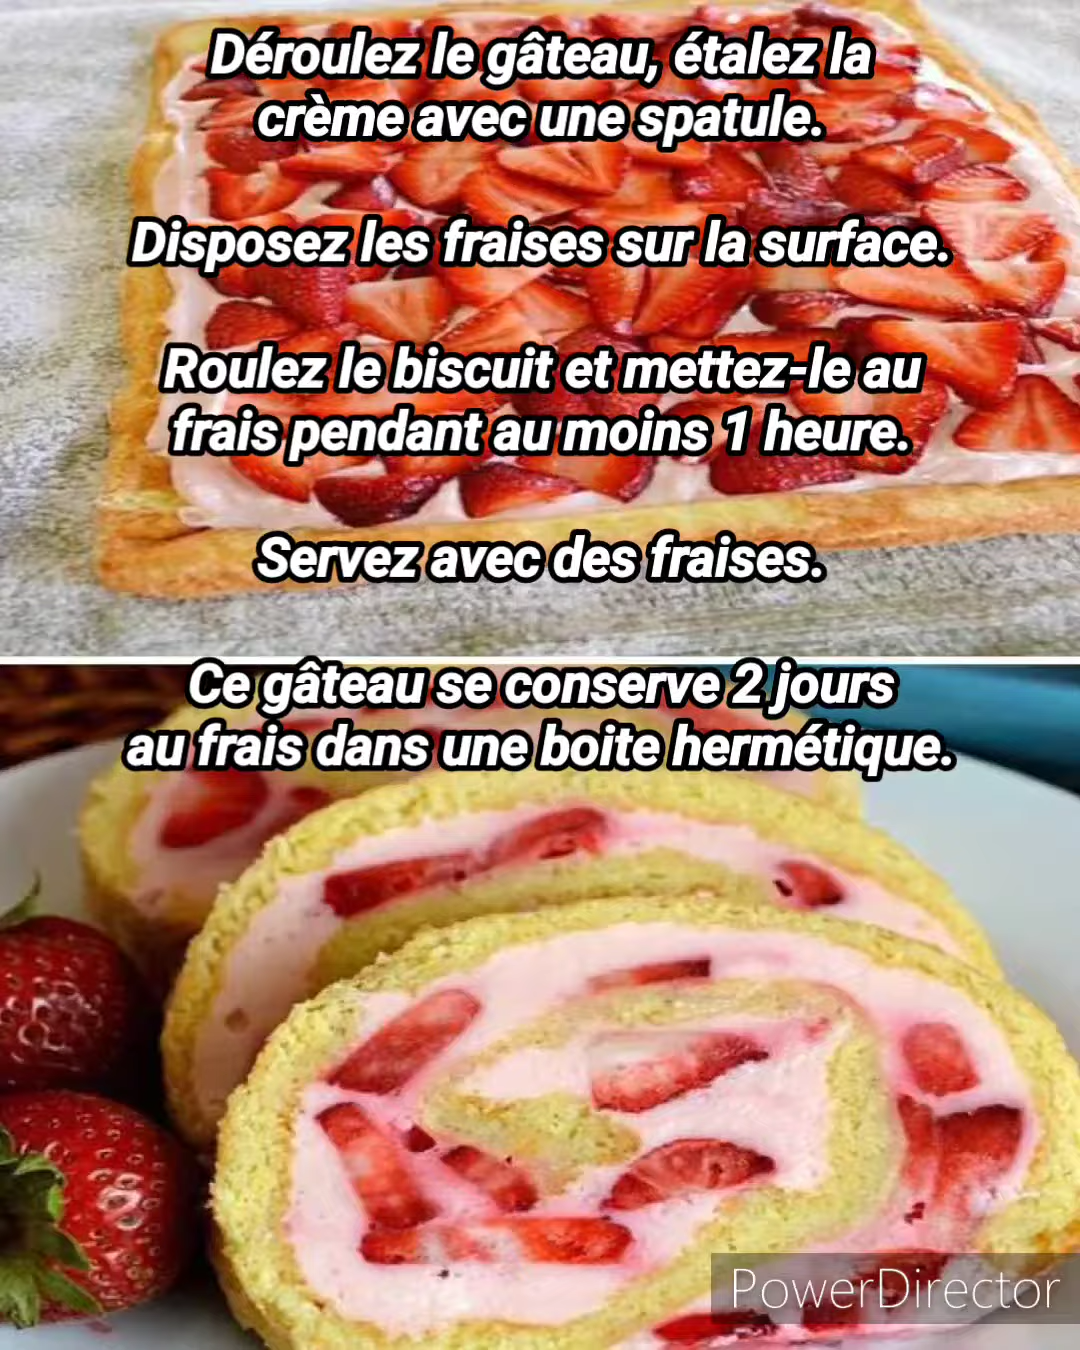 Déroulez le gâteau, étalez la
crème avec une spatule.
Disposez les fraises sur la surface.
Roulez le biscuit et mettez-le au
frais pendant au moins 1 heure.
Servez avec des fraises.
Ce gâteau se conserve 2 jours
au frais dans une boite hermétique.
PowerDirector